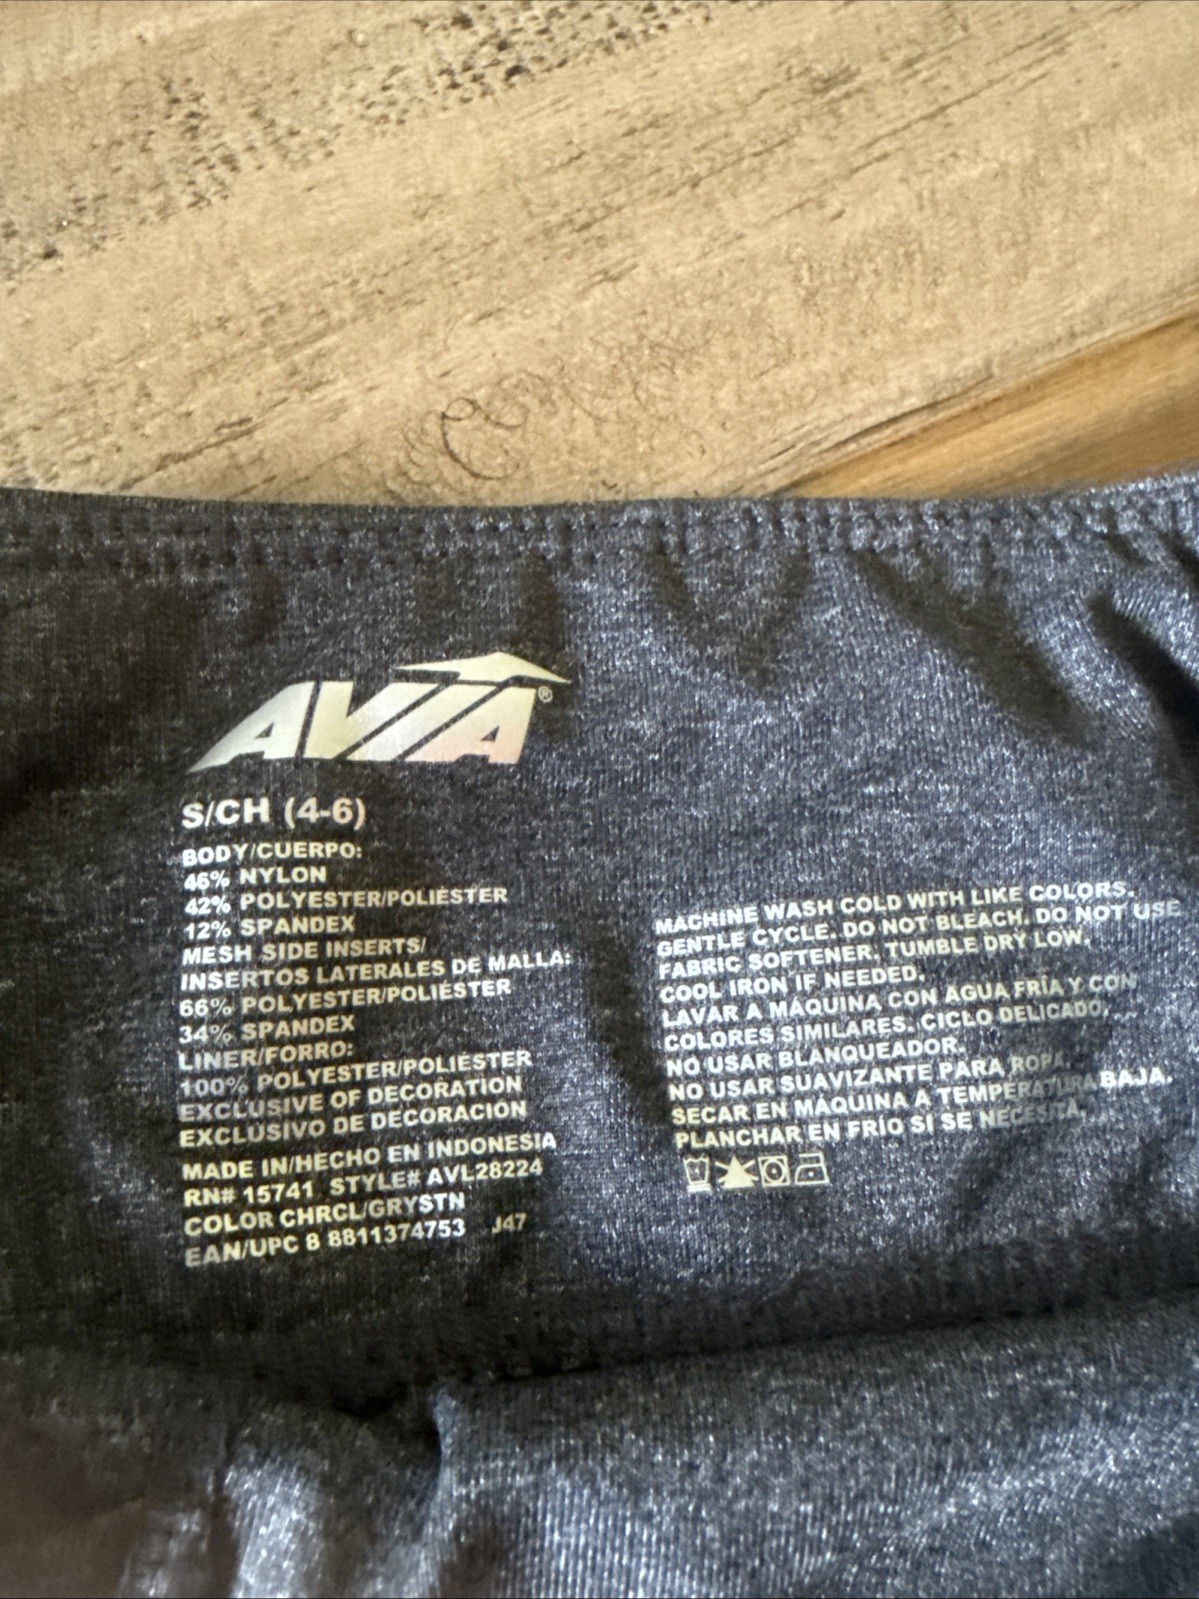 AVIA®
S/CH (4-6)
BODY/CUERPO:
46% NYLON
42% POLYESTER/POLIÉSTER
12% SPANDEX
MESH SIDE INSERTS/
INSERTOS LATERALES DE MALLA:
66% POLYESTER/POLIÉSTER
34% SPANDEX
LINER/FORRO:
100% POLYESTER/POLIÉSTER
EXCLUSIVE OF DECORATION
EXCLUSIVO DE DECORACIÓN
MADE IN/HECHO EN INDONESIA
RN# 15741 STYLE# AVL28224
COLOR CHRCL/GRYSTN
EAN/UPC 8 8811374753 J47
MACHINE WASH COLD WITH LIKE COLORS.
GENTLE CYCLE. DO NOT BLEACH. DO NOT USE
FABRIC SOFTENER. TUMBLE DRY LOW.
COOL IRON IF NEEDED.
LAVAR A MÁQUINA CON AGUA FRÍA Y CON
COLORES SIMILARES. CICLO DELICADO.
NO USAR BLANQUEADOR.
NO USAR SUAVIZANTE PARA ROPA.
SECAR EN MÁQUINA A TEMPERATURA BAJA.
PLANCHAR EN FRÍO SI SE NECESITA.